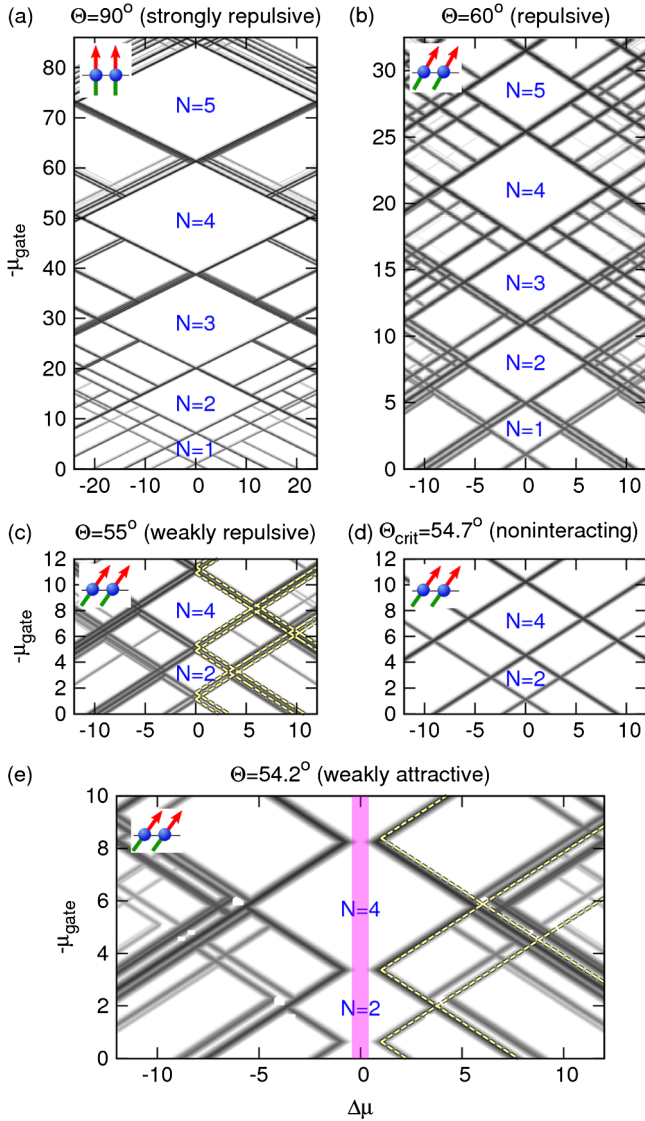 (a) Θ=90° (strongly repulsive)
(b) Θ=60° (repulsive)
80
70
60
50
40
30
20
10
0
-μgate
N=5
N=4
N=3
N=2
N=1
-20 -10 0 10 20
30
25
20
15
10
5
0
N=5
N=4
N=3
N=2
N=1
-10 -5 0 5 10
(c) Θ=55° (weakly repulsive)
(d) Θcrit=54.7° (noninteracting)
12
10
8
6
4
2
0
-μgate
N=4
N=2
-10 -5 0 5 10
12
10
8
6
4
2
0
N=4
N=2
-10 -5 0 5 10
(e) Θ=54.2° (weakly attractive)
10
8
6
4
2
0
-μgate
N=4
N=2
-10 -5 0 5 10
Δμ